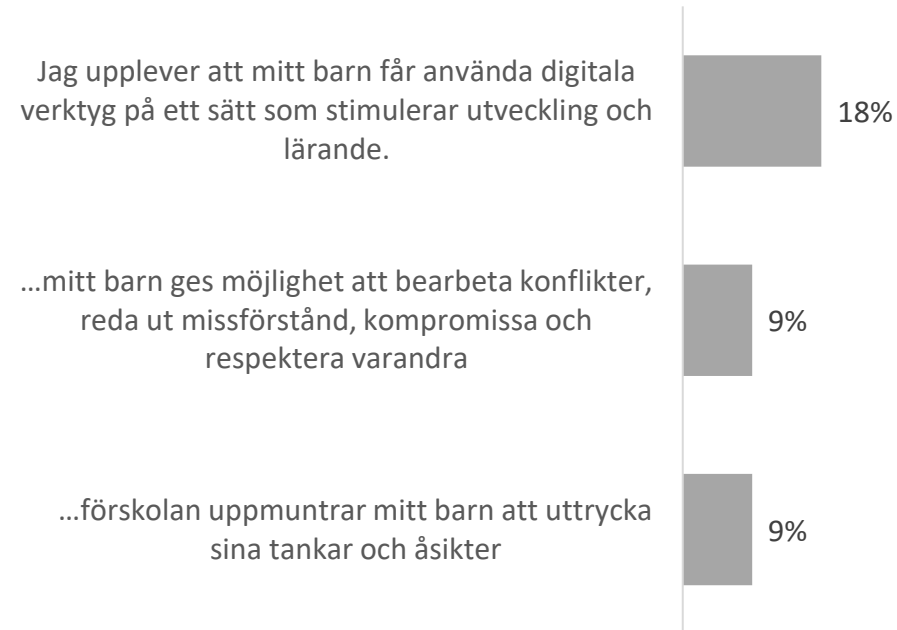 Jag upplever att mitt barn får använda digitala
verktyg på ett sätt som stimulerar utveckling och
lärande.
18%
...mitt barn ges möjlighet att bearbeta konflikter,
reda ut missförstånd, kompromissa och
respektera varandra
9%
...förskolan uppmuntrar mitt barn att uttrycka
sina tankar och åsikter
9%